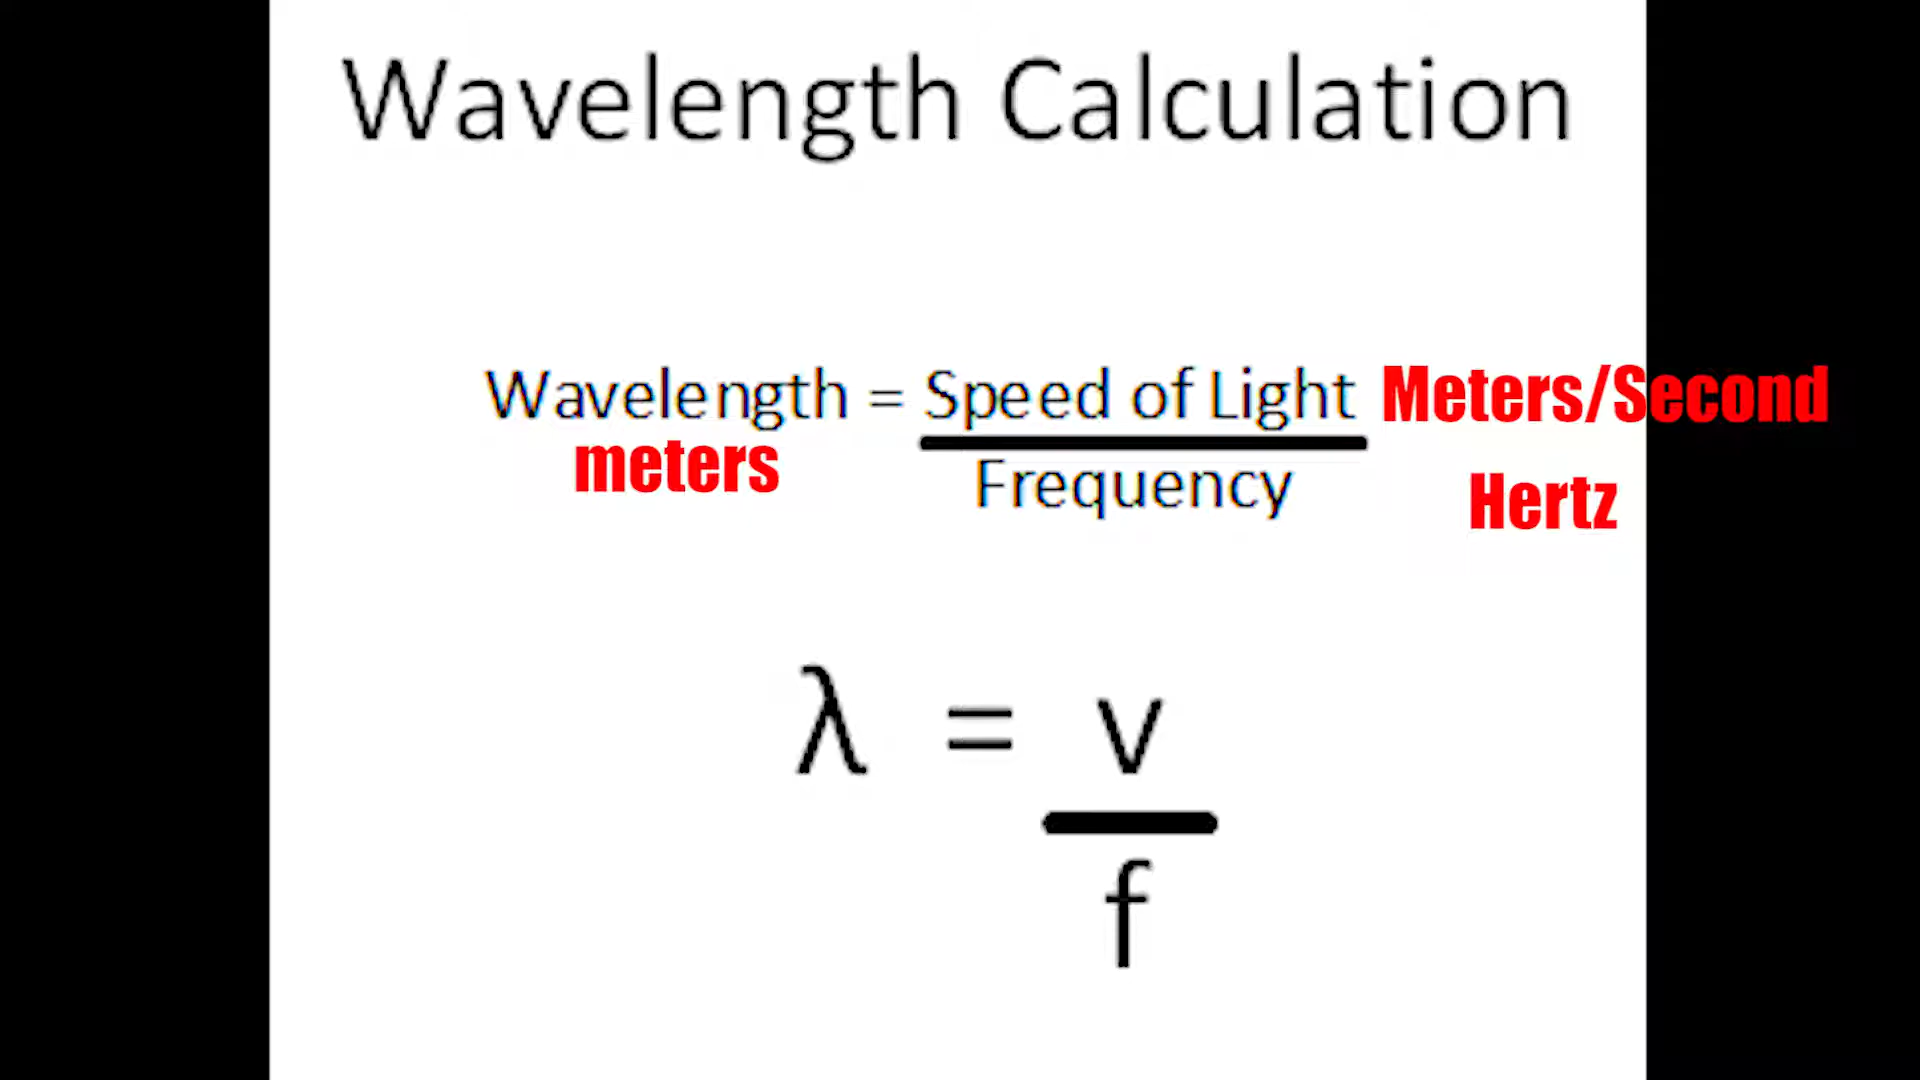 Wavelength Calculation
Wavelength = Speed of Light Meters/Second
meters
Frequency Hertz
λ = v
f